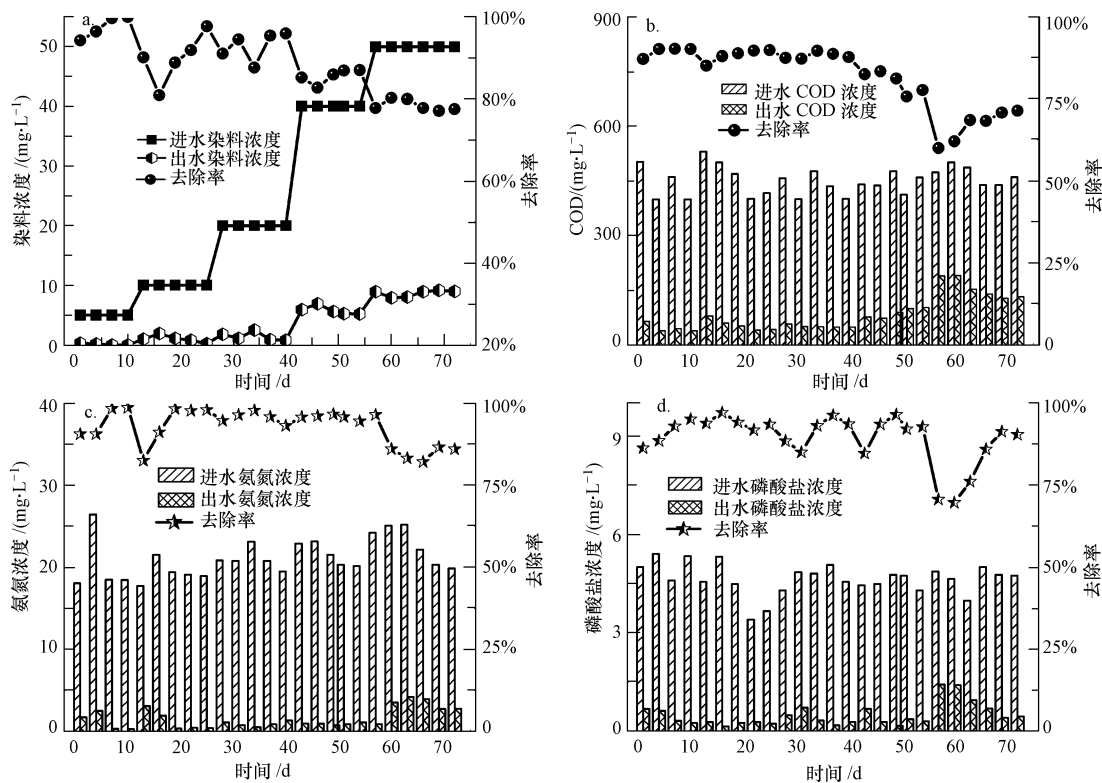 a.
100%
80%
60%
40%
20%
50
40
30
20
10
0
染料浓度 /(mg·L⁻¹)
去除率
进水染料浓度
出水染料浓度
去除率
0 10 20 30 40 50 60 70
时间 /d
b.
900
600
300
0
100%
75%
50%
25%
0
COD/(mg·L⁻¹)
去除率
进水 COD 浓度
出水 COD 浓度
去除率
0 10 20 30 40 50 60 70
时间 /d
c.
40
30
20
10
0
100%
75%
50%
25%
0
氨氮浓度 /(mg·L⁻¹)
去除率
进水氨氮浓度
出水氨氮浓度
去除率
0 10 20 30 40 50 60 70
时间 /d
d.
9
6
3
0
100%
75%
50%
25%
0
磷酸盐浓度 /(mg·L⁻¹)
去除率
进水磷酸盐浓度
出水磷酸盐浓度
去除率
0 10 20 30 40 50 60 70
时间 /d